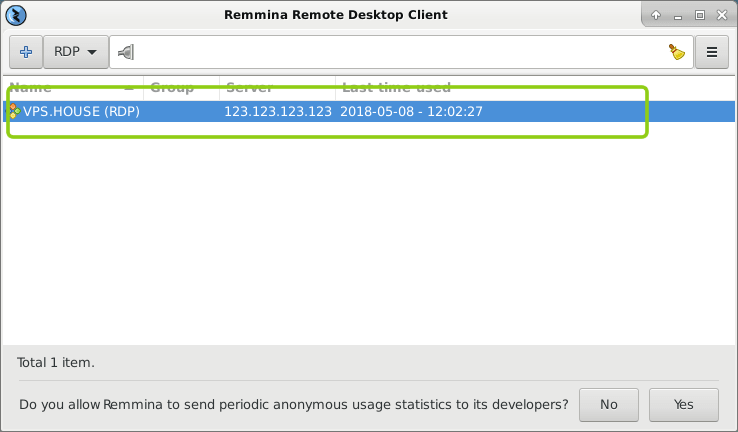 Remmina Remote Desktop Client
RDP
Name Group Server Last time used
VPS.HOUSE (RDP) 123.123.123.123 2018-05-08 - 12:02:27
Total 1 item.
Do you allow Remmina to send periodic anonymous usage statistics to its developers? No Yes